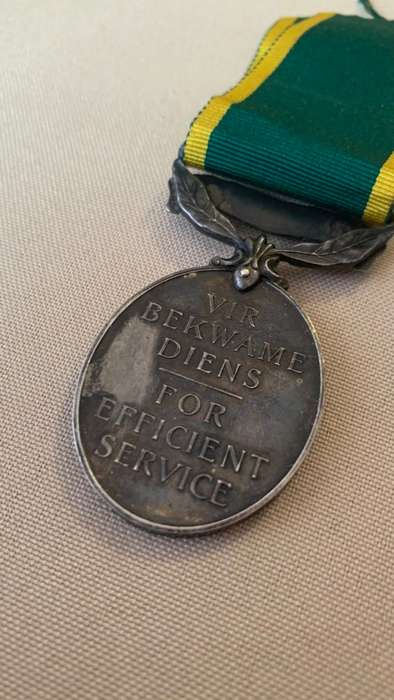 VIR
BEKWAME
DIENS
FOR
EFFICIENT
SERVICE